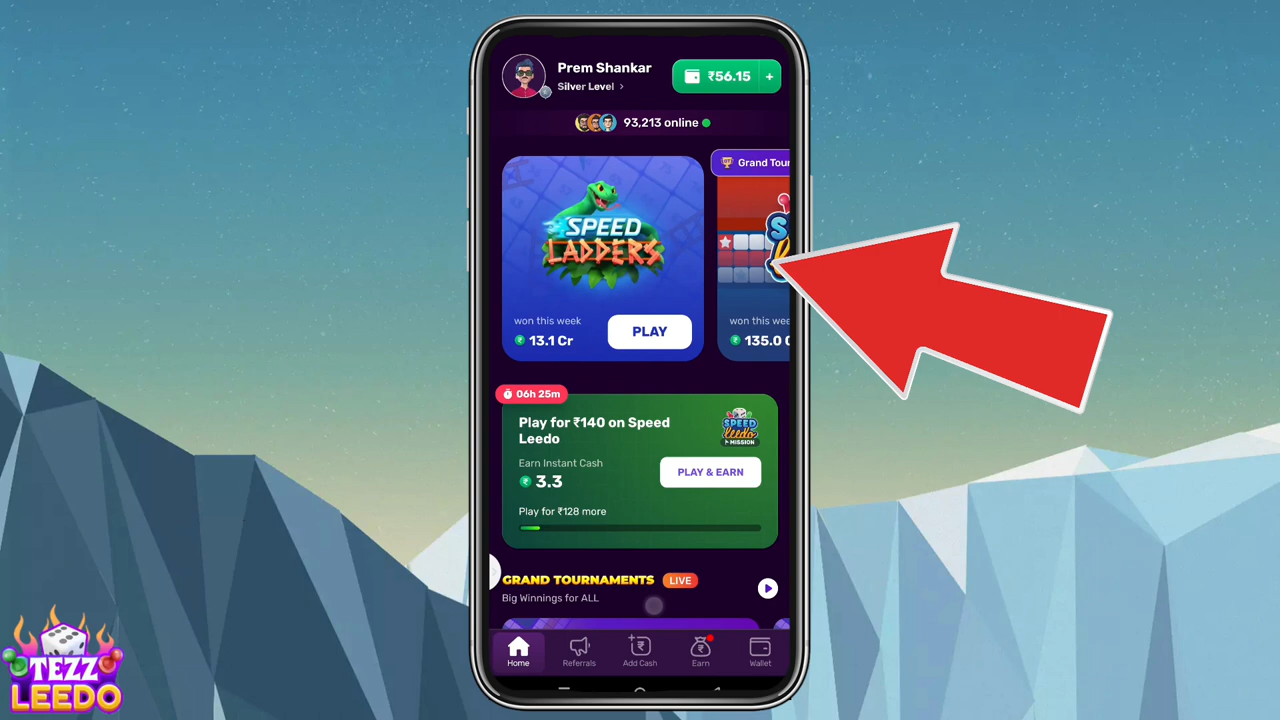 Prem Shankar
Silver Level >
₹56.15 +
93,213 online
SPEED
LADDERS
won this week
₹ 13.1 Cr
PLAY
Grand Tour
S
won this wee
₹ 135.0
06h 25m
Play for ₹140 on Speed
Leedo
SPEED
Leedo
MISSION
Earn Instant Cash
₹ 3.3
PLAY & EARN
Play for ₹128 more
GRAND TOURNAMENTS LIVE
Big Winnings for ALL
Home
Referrals
Add Cash
Earn
Wallet
TEZZ
LEEDO